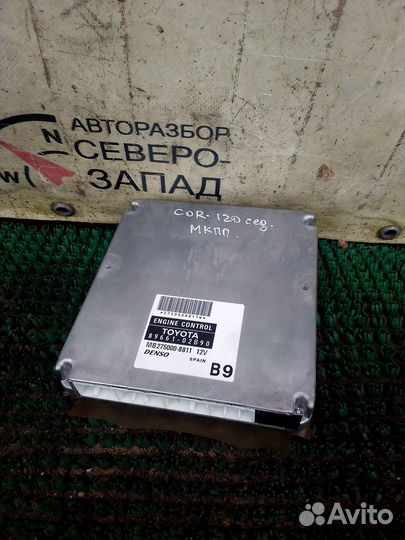 N
W
АВТОРАЗБОР
СЕВЕРО-
ЗАПАД
COR-120 сед.
МКПП.
*2750008811W*
ENGINE CONTROL
TOYOTA
89661-02B90
MB275000-8811 12V
DENSO SPAIN
B9
Avito